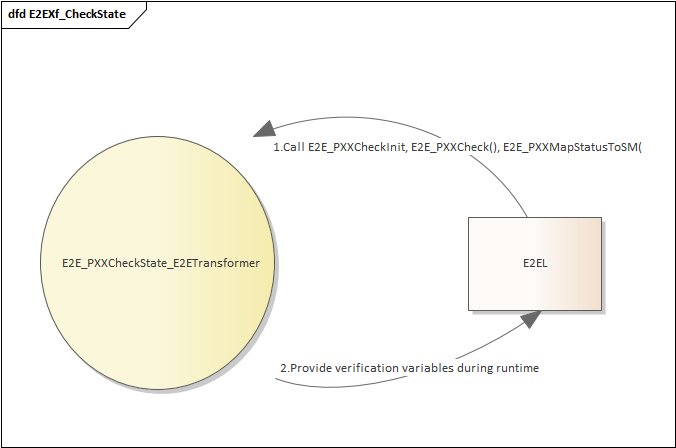 dfd E2EXf_CheckState
1.Call E2E_PXXCheckInit, E2E_PXXCheck(), E2E_PXXMapStatusToSM(
E2E_PXXCheckState_E2ETransformer
E2EL
2.Provide verification variables during runtime